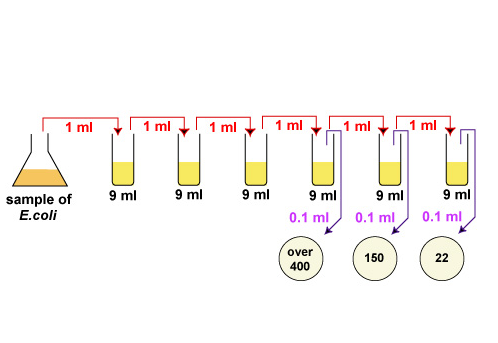 1 ml 1 ml 1 ml 1 ml 1 ml 1 ml
sample of
E.coli
9 ml 9 ml 9 ml 9 ml 9 ml 9 ml
0.1 ml 0.1 ml 0.1 ml
over
400
150
22